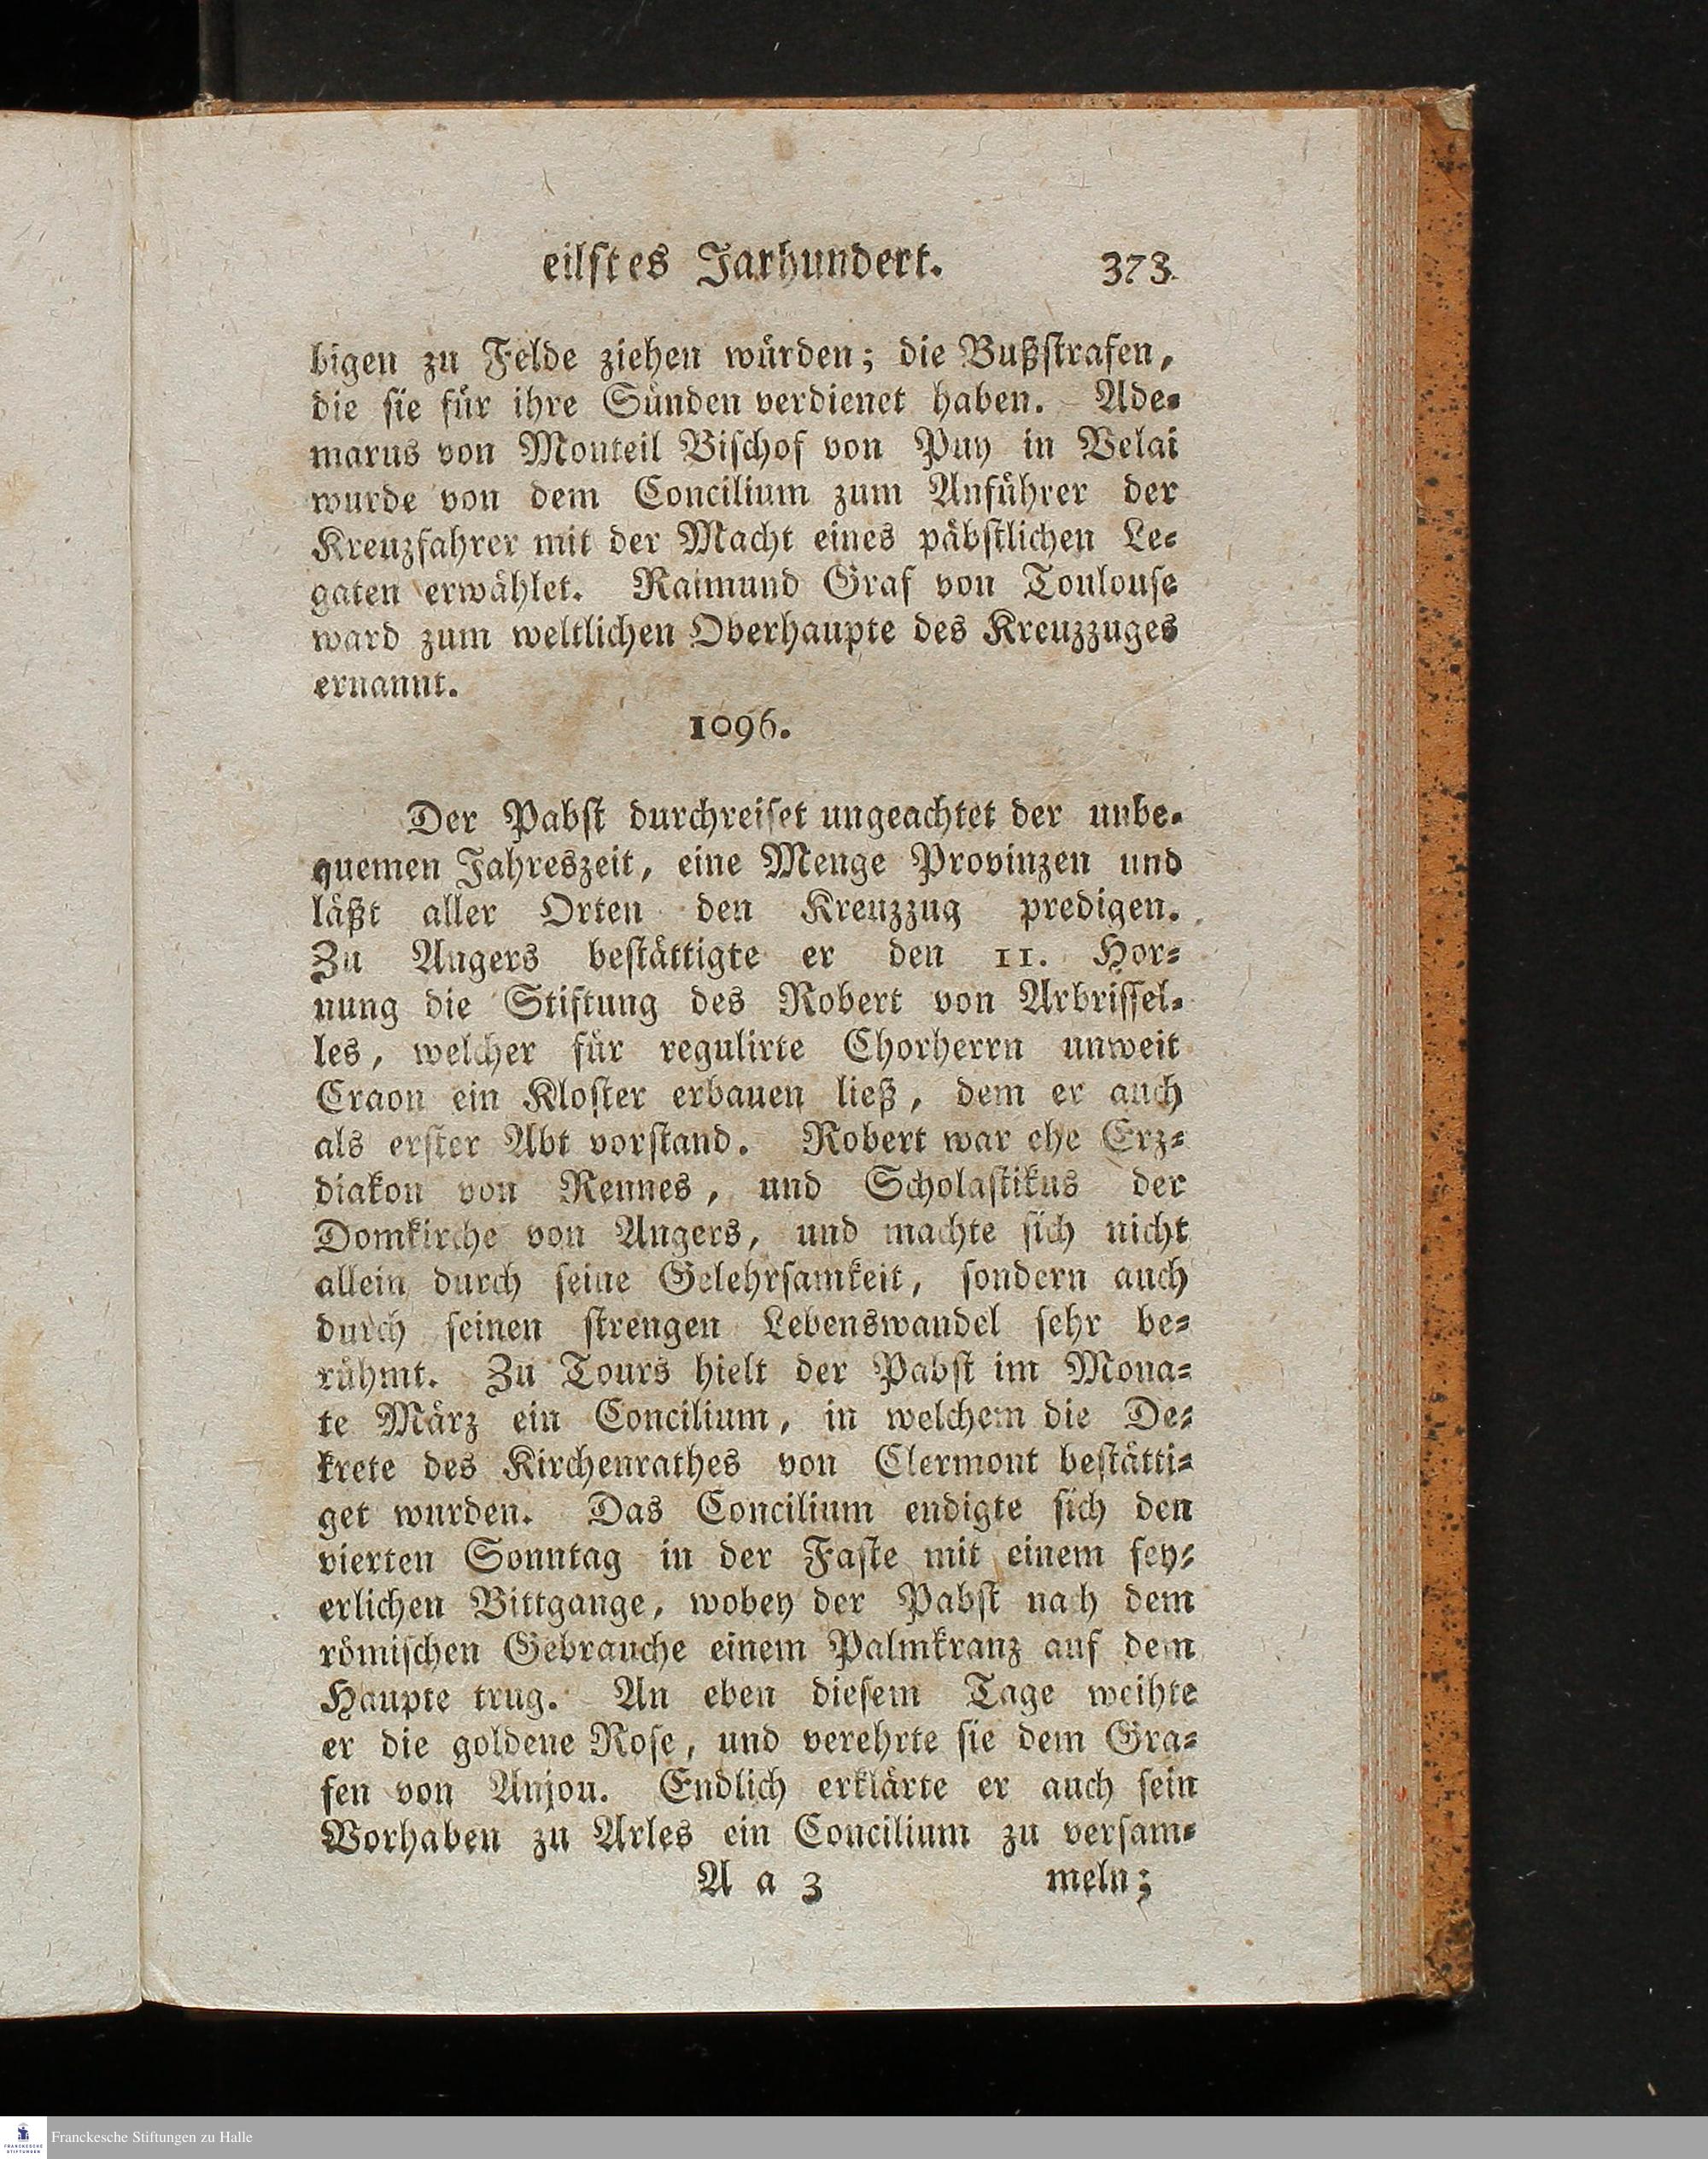 eilftes Jarhundert. 373
bigen zu Felde ziehen würden; die Bußstrafen,
die sie für ihre Sünden verdienet haben. Ade-
marus von Monteil Bischof von Puy in Velai
wurde von dem Concilium zum Anführer der
Kreuzfahrer mit der Macht eines päbstlichen Le-
gaten erwählet. Raimund Graf von Toulouse
ward zum weltlichen Oberhaupte des Kreuzzuges
ernannt.
1096.
Der Pabst durchreiset ungeachtet der unbe-
quemen Jahreszeit, eine Menge Provinzen und
läßt aller Orten den Kreuzzug predigen.
Zu Angers bestättigte er den 11. Hor-
nung die Stiftung des Robert von Arbrissel-
les, welcher für regulirte Chorherrn unweit
Craon ein Kloster erbauen ließ, dem er auch
als erster Abt vorstand. Robert war ehe Erz-
diakon von Rennes, und Scholastikus der
Domkirche von Angers, und machte sich nicht
allein durch seine Gelehrsamkeit, sondern auch
durch seinen strengen Lebenswandel sehr be-
rühmt. Zu Tours hielt der Pabst im Mona-
te März ein Concilium, in welchem die De-
krete des Kirchenrathes von Clermont bestätti-
get wurden. Das Concilium endigte sich den
vierten Sonntag in der Faste mit einem fey-
erlichen Bittgange, wobey der Pabst nach dem
römischen Gebrauche einem Palmkranz auf dem
Haupte trug. An eben diesem Tage weihte
er die goldene Rose, und verehrte sie dem Gra-
fen von Anjou. Endlich erklärte er auch sein
Vorhaben zu Arles ein Concilium zu versam-
A a 3 meln;
FRANCKESCHE STIFTUNGEN Franckesche Stiftungen zu Halle